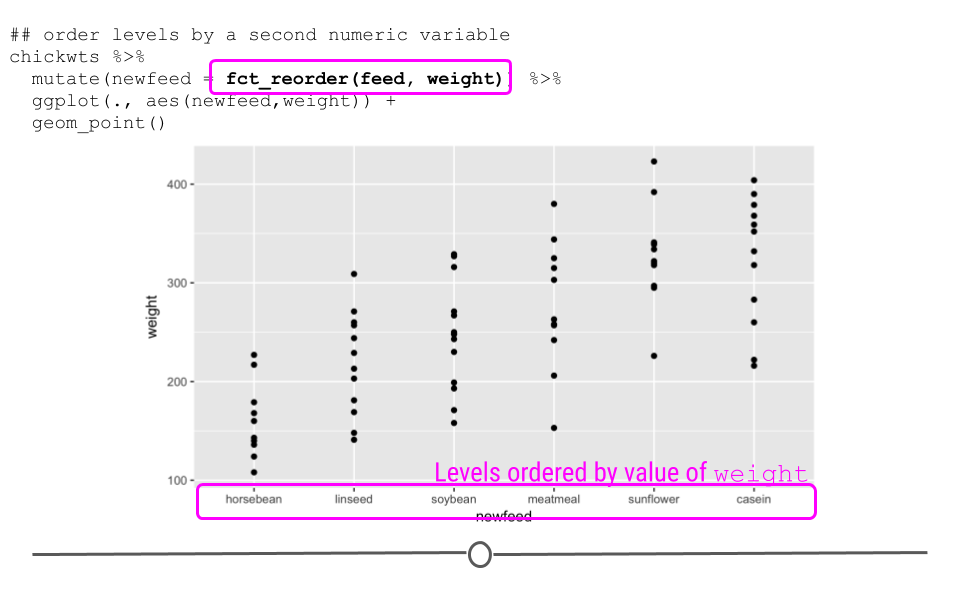 ## order levels by a second numeric variable
chickwts %>%
mutate(newfeed = fct_reorder(feed, weight)) %>%
ggplot(., aes(newfeed,weight)) +
geom_point()
400
300
200
100
weight
Levels ordered by value of weight
horsebean linseed soybean meatmeal sunflower casein
newfeed